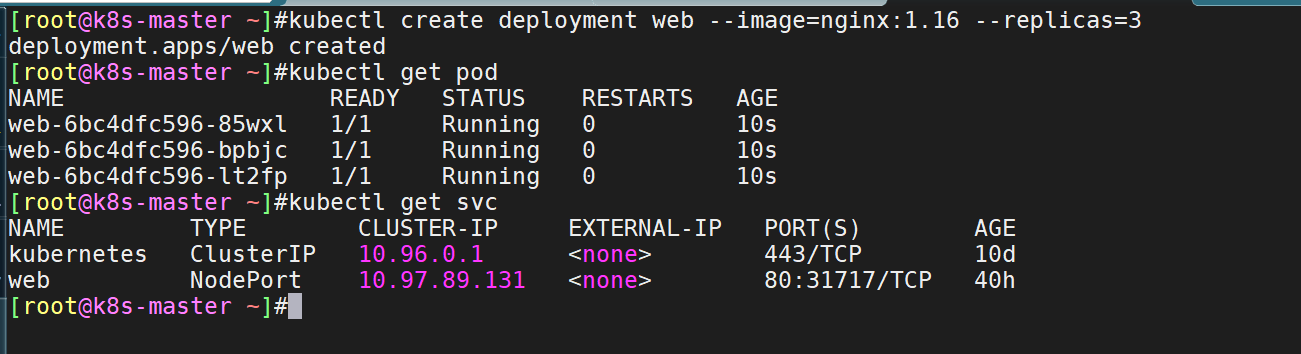 [root@k8s-master ~]#kubectl create deployment web --image=nginx:1.16 --replicas=3
deployment.apps/web created
[root@k8s-master ~]#kubectl get pod
NAME                   READY   STATUS    RESTARTS   AGE
web-6bc4dfc596-85wxl   1/1     Running   0          10s
web-6bc4dfc596-bpbjc   1/1     Running   0          10s
web-6bc4dfc596-lt2fp   1/1     Running   0          10s
[root@k8s-master ~]#kubectl get svc
NAME         TYPE        CLUSTER-IP     EXTERNAL-IP   PORT(S)        AGE
kubernetes   ClusterIP   10.96.0.1      <none>        443/TCP        10d
web          NodePort    10.97.89.131   <none>        80:31717/TCP   40h
[root@k8s-master ~]#